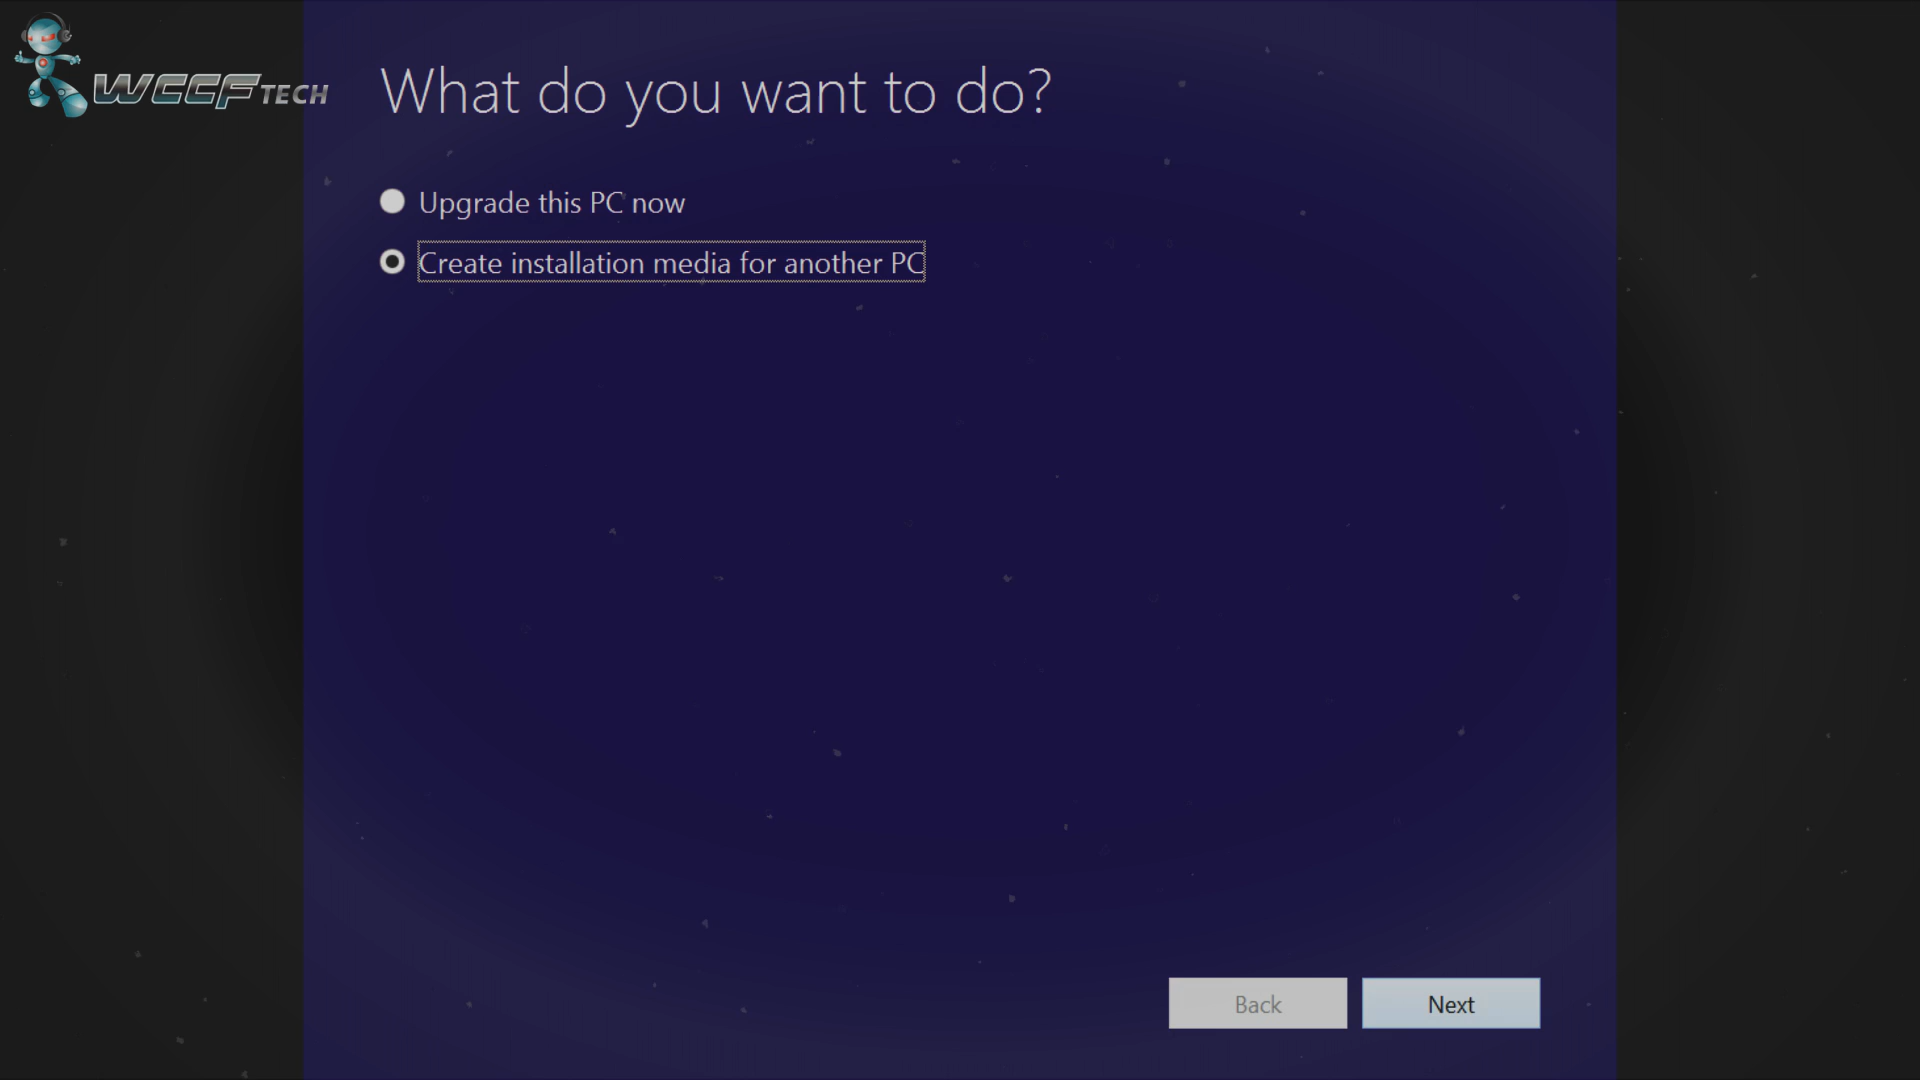 WCCFTECH
What do you want to do?
Upgrade this PC now
Create installation media for another PC
Back
Next